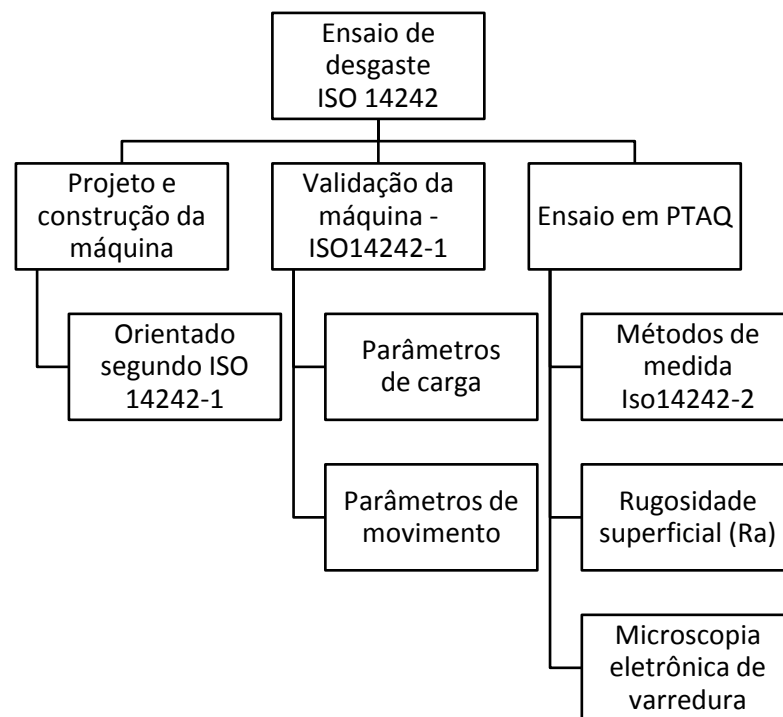 Ensaio de
desgaste
ISO 14242
Projeto e
construção da
máquina
Orientado
segundo ISO
14242-1
Validação da
máquina -
ISO14242-1
Parâmetros
de carga
Parâmetros de
movimento
Ensaio em PTAQ
Métodos de
medida
Iso14242-2
Rugosidade
superficial (Ra)
Microscopia
eletrônica de
varredura